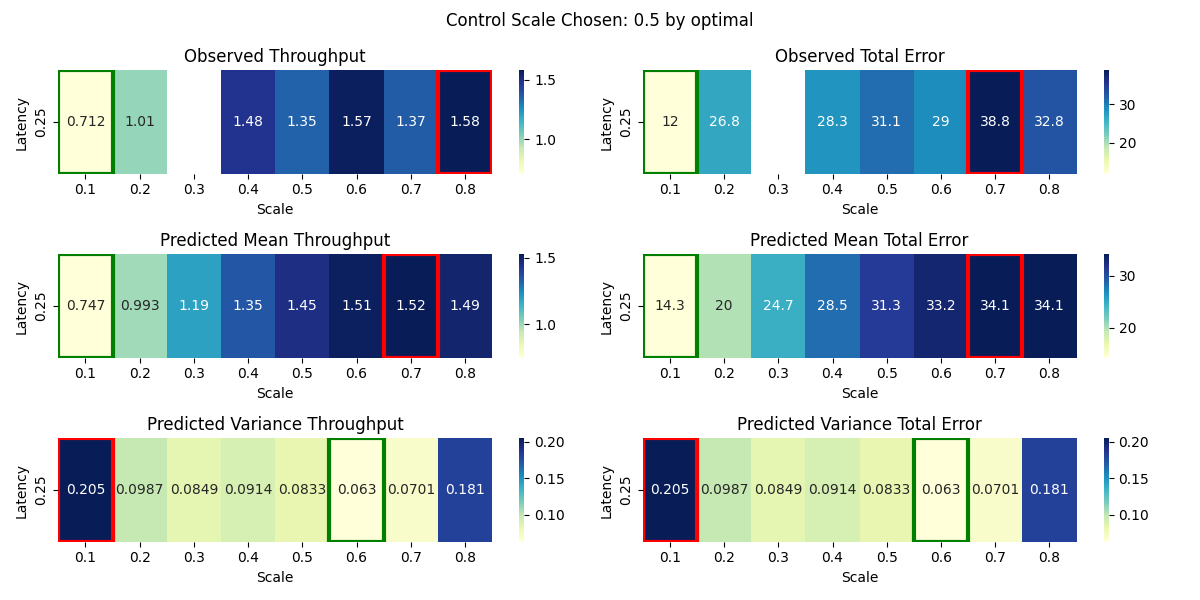 Control Scale Chosen: 0.5 by optimal
Observed Throughput
Latency
0.25
0.712 1.01 1.48 1.35 1.57 1.37 1.58
0.1 0.2 0.3 0.4 0.5 0.6 0.7 0.8
Scale
1.5
1.0
Observed Total Error
Latency
0.25
12 26.8 28.3 31.1 29 38.8 32.8
0.1 0.2 0.3 0.4 0.5 0.6 0.7 0.8
Scale
30
20
Predicted Mean Throughput
Latency
0.25
0.747 0.993 1.19 1.35 1.45 1.51 1.52 1.49
0.1 0.2 0.3 0.4 0.5 0.6 0.7 0.8
Scale
1.5
1.0
Predicted Mean Total Error
Latency
0.25
14.3 20 24.7 28.5 31.3 33.2 34.1 34.1
0.1 0.2 0.3 0.4 0.5 0.6 0.7 0.8
Scale
30
20
Predicted Variance Throughput
Latency
0.25
0.205 0.0987 0.0849 0.0914 0.0833 0.063 0.0701 0.181
0.1 0.2 0.3 0.4 0.5 0.6 0.7 0.8
Scale
0.20
0.15
0.10
Predicted Variance Total Error
Latency
0.25
0.205 0.0987 0.0849 0.0914 0.0833 0.063 0.0701 0.181
0.1 0.2 0.3 0.4 0.5 0.6 0.7 0.8
Scale
0.20
0.15
0.10